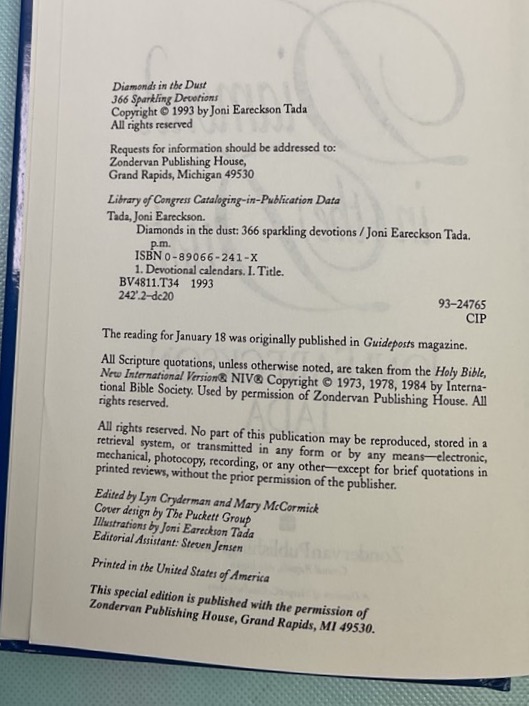 Diamonds in the Dust
366 Sparkling Devotions
Copyright © 1993 by Joni Eareckson Tada
All rights reserved
Requests for information should be addressed to:
Zondervan Publishing House,
Grand Rapids, Michigan 49530
Library of Congress Cataloging-in-Publication Data
Tada, Joni Eareckson.
Diamonds in the dust: 366 sparkling devotions / Joni Eareckson Tada.
p.m.
ISBN 0-89066-241-X
1. Devotional calendars. I. Title.
BV4811.T34 1993
242'.2–dc20
93–24765
CIP
The reading for January 18 was originally published in Guideposts magazine.
All Scripture quotations, unless otherwise noted, are taken from the Holy Bible,
New International Version® NIV® Copyright © 1973, 1978, 1984 by Interna-
tional Bible Society. Used by permission of Zondervan Publishing House. All
rights reserved.
All rights reserved. No part of this publication may be reproduced, stored in a
retrieval system, or transmitted in any form or by any means—electronic,
mechanical, photocopy, recording, or any other—except for brief quotations in
printed reviews, without the prior permission of the publisher.
Edited by Lyn Cryderman and Mary McCormick
Cover design by The Puckett Group
Illustrations by Joni Eareckson Tada
Editorial Assistant: Steven Jensen
Printed in the United States of America
This special edition is published with the permission of
Zondervan Publishing House, Grand Rapids, MI 49530.